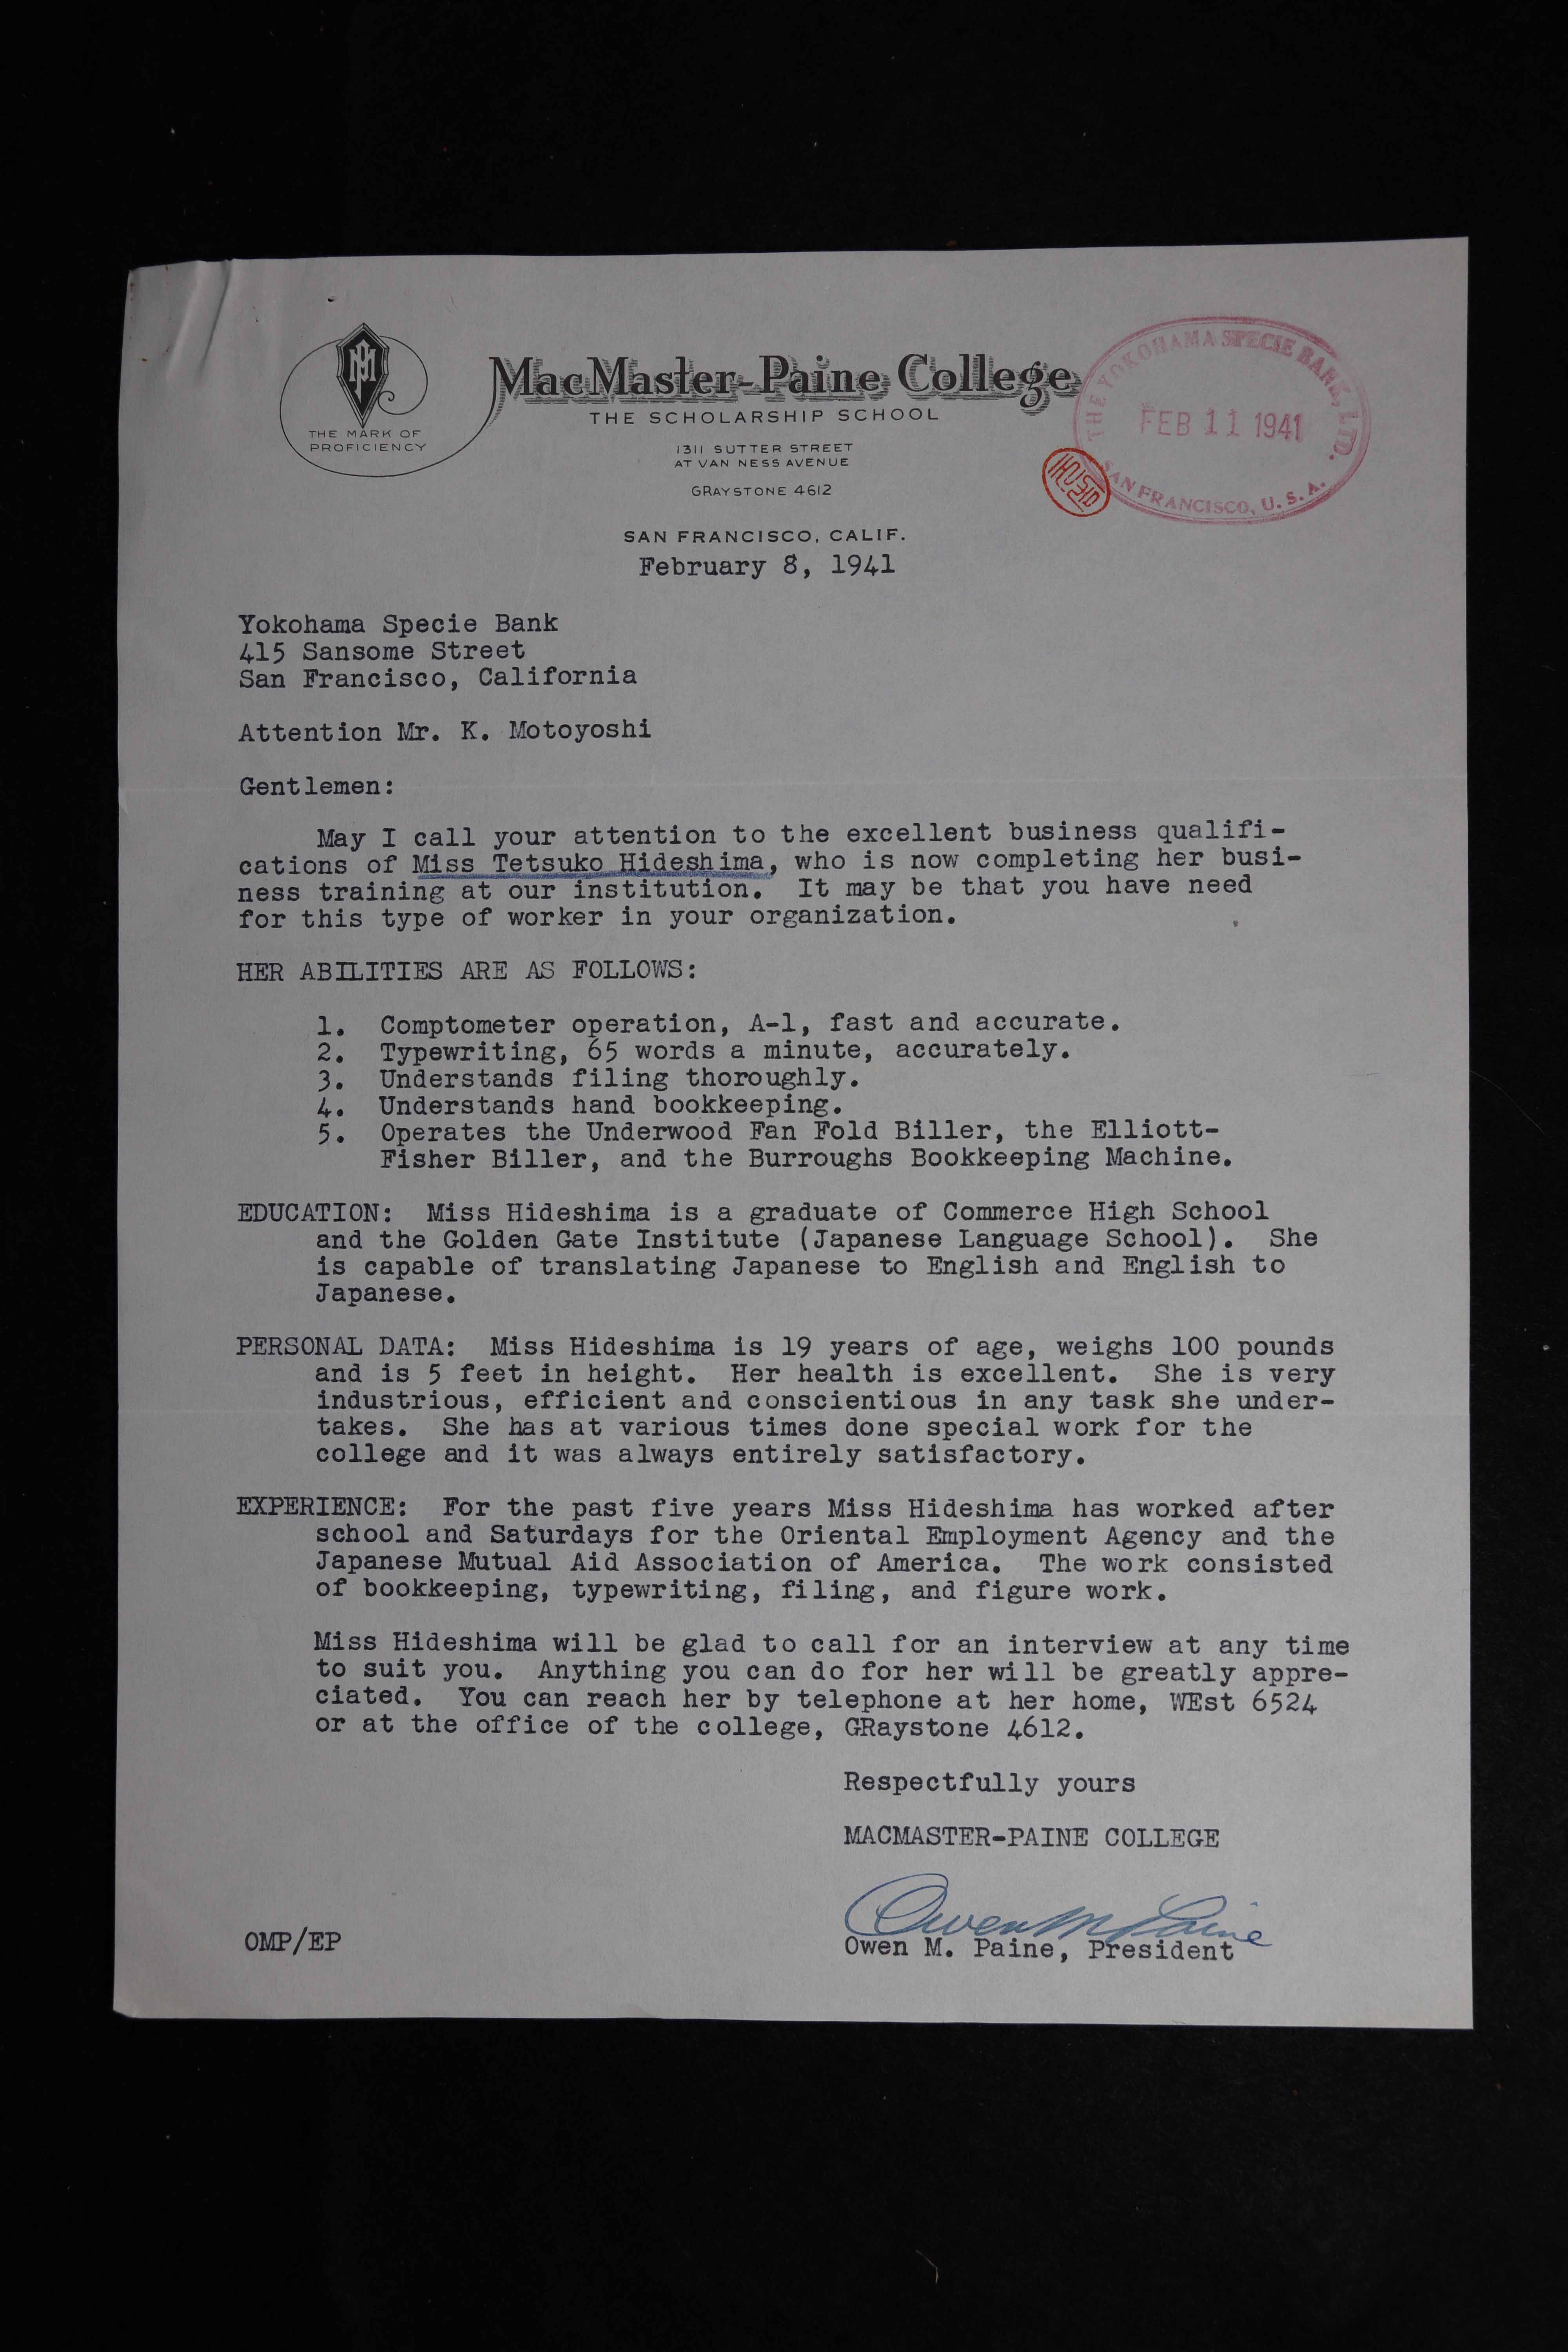 MacMaster-Paine College
THE SCHOLARSHIP SCHOOL
THE MARK OF
PROFICIENCY
1311 SUTTER STREET
AT VAN NESS AVENUE
GRAYSTONE 4612
SAN FRANCISCO, CALIF.
THE YOKOHAMA SPECIE BANK, LTD.
FEB 11 1941
SAN FRANCISCO, U. S. A.
February 8, 1941
Yokohama Specie Bank
415 Sansome Street
San Francisco, California
Attention Mr. K. Motoyoshi
Gentlemen:
May I call your attention to the excellent business qualifi-
cations of Miss Tetsuko Hideshima, who is now completing her busi-
ness training at our institution. It may be that you have need
for this type of worker in your organization.
HER ABILITIES ARE AS FOLLOWS:
1. Comptometer operation, A-1, fast and accurate.
2. Typewriting, 65 words a minute, accurately.
3. Understands filing thoroughly.
4. Understands hand bookkeeping.
5. Operates the Underwood Fan Fold Biller, the Elliott-
Fisher Biller, and the Burroughs Bookkeeping Machine.
EDUCATION: Miss Hideshima is a graduate of Commerce High School
and the Golden Gate Institute (Japanese Language School). She
is capable of translating Japanese to English and English to
Japanese.
PERSONAL DATA: Miss Hideshima is 19 years of age, weighs 100 pounds
and is 5 feet in height. Her health is excellent. She is very
industrious, efficient and conscientious in any task she under-
takes. She has at various times done special work for the
college and it was always entirely satisfactory.
EXPERIENCE: For the past five years Miss Hideshima has worked after
school and Saturdays for the Oriental Employment Agency and the
Japanese Mutual Aid Association of America. The work consisted
of bookkeeping, typewriting, filing, and figure work.
Miss Hideshima will be glad to call for an interview at any time
to suit you. Anything you can do for her will be greatly appre-
ciated. You can reach her by telephone at her home, WEst 6524
or at the office of the college, GRaystone 4612.
Respectfully yours
MACMASTER-PAINE COLLEGE
Owen M Paine
OMP/EP
Owen M. Paine, President